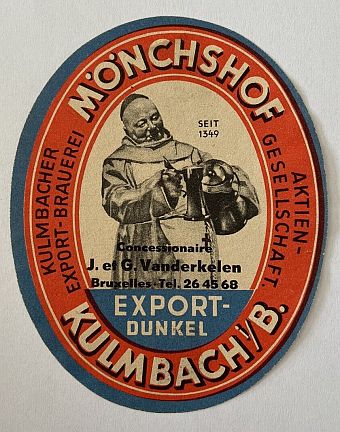 MÖNCHSHOF
KULMBACHER
EXPORT-BRAUEREI
AKTIEN-
GESELLSCHAFT.
SEIT
1349
Concessionaire
J. et G. Vanderkelen
Bruxelles-Tel. 26 45 68
EXPORT-
DUNKEL
KULMBACH i/B.